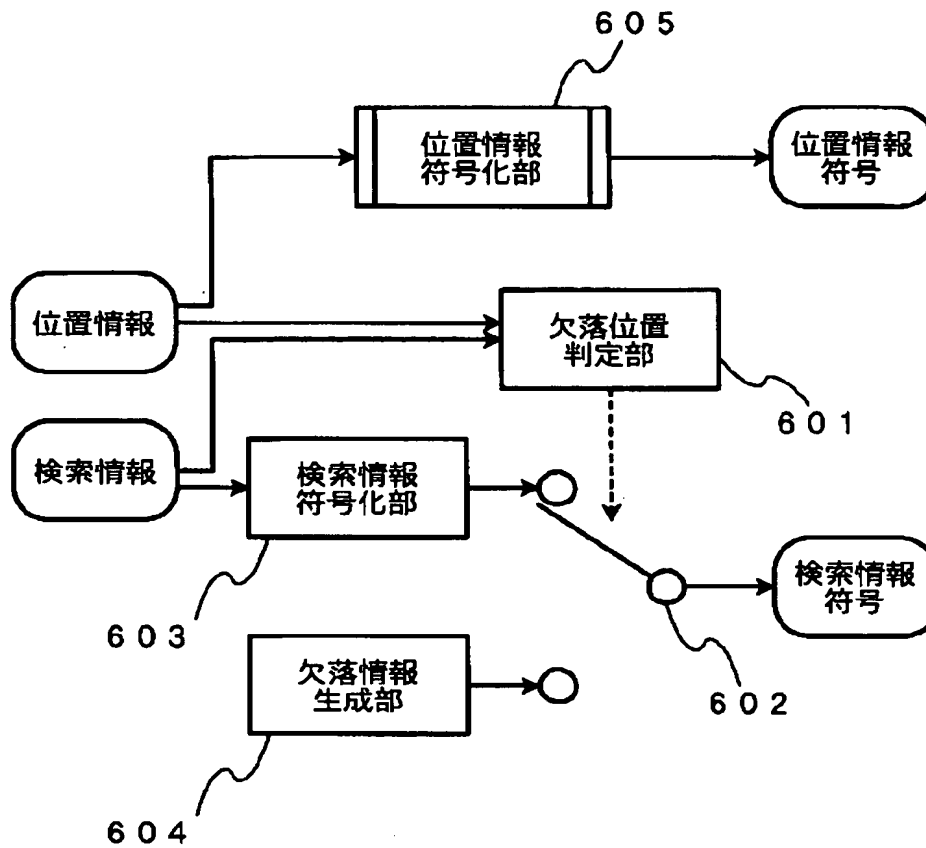 ６０５
位置情報
符号化部
位置情報
符号
位置情報
欠落位置
判定部
６０１
検索情報
検索情報
符号化部
検索情報
符号
６０３
欠落情報
生成部
６０２
６０４